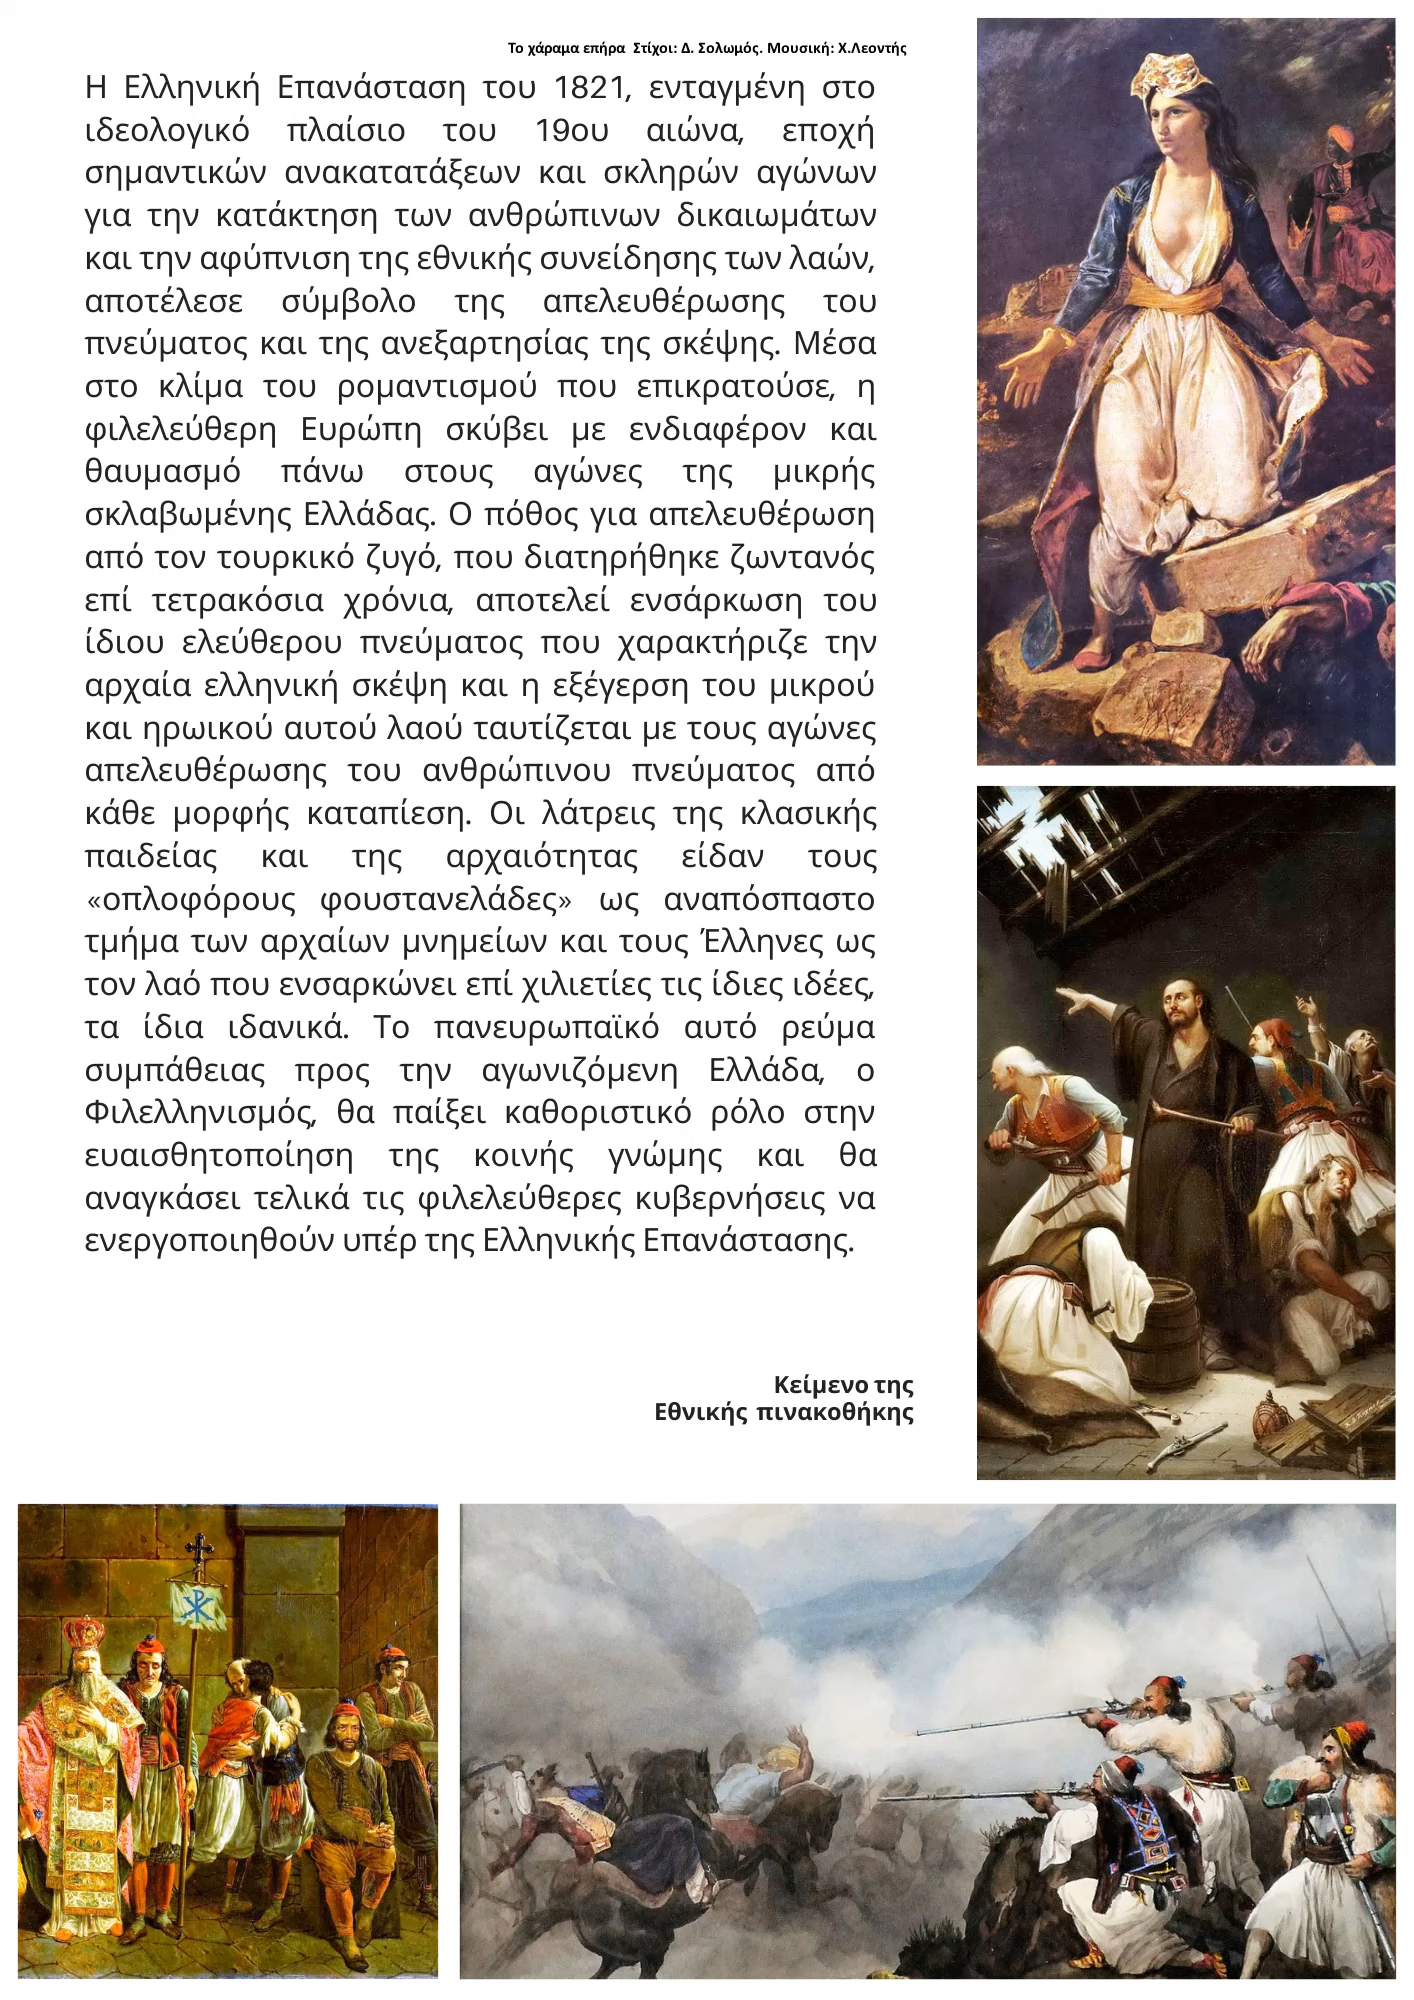 Το χάραμα επήρα Στίχοι: Δ. Σολωμός. Μουσική: Χ.Λεοντής
Η Ελληνική Επανάσταση του 1821, ενταγμένη στο
ιδεολογικό πλαίσιο του 19ου αιώνα, εποχή
σημαντικών ανακατατάξεων και σκληρών αγώνων
για την κατάκτηση των ανθρώπινων δικαιωμάτων
και την αφύπνιση της εθνικής συνείδησης των λαών,
αποτέλεσε σύμβολο της απελευθέρωσης του
πνεύματος και της ανεξαρτησίας της σκέψης. Μέσα
στο κλίμα του ρομαντισμού που επικρατούσε, η
φιλελεύθερη Ευρώπη σκύβει με ενδιαφέρον και
θαυμασμό πάνω στους αγώνες της μικρής
σκλαβωμένης Ελλάδας. Ο πόθος για απελευθέρωση
από τον τουρκικό ζυγό, που διατηρήθηκε ζωντανός
επί τετρακόσια χρόνια, αποτελεί ενσάρκωση του
ίδιου ελεύθερου πνεύματος που χαρακτήριζε την
αρχαία ελληνική σκέψη και η εξέγερση του μικρού
και ηρωικού αυτού λαού ταυτίζεται με τους αγώνες
απελευθέρωσης του ανθρώπινου πνεύματος από
κάθε μορφής καταπίεση. Οι λάτρεις της κλασικής
παιδείας και της αρχαιότητας είδαν τους
«οπλοφόρους φουστανελάδες» ως αναπόσπαστο
τμήμα των αρχαίων μνημείων και τους Έλληνες ως
τον λαό που ενσαρκώνει επί χιλιετίες τις ίδιες ιδέες,
τα ίδια ιδανικά. Το πανευρωπαϊκό αυτό ρεύμα
συμπάθειας προς την αγωνιζόμενη Ελλάδα, ο
Φιλελληνισμός, θα παίξει καθοριστικό ρόλο στην
ευαισθητοποίηση της κοινής γνώμης και θα
αναγκάσει τελικά τις φιλελεύθερες κυβερνήσεις να
ενεργοποιηθούν υπέρ της Ελληνικής Επανάστασης.
Κείμενο της
Εθνικής πινακοθήκης